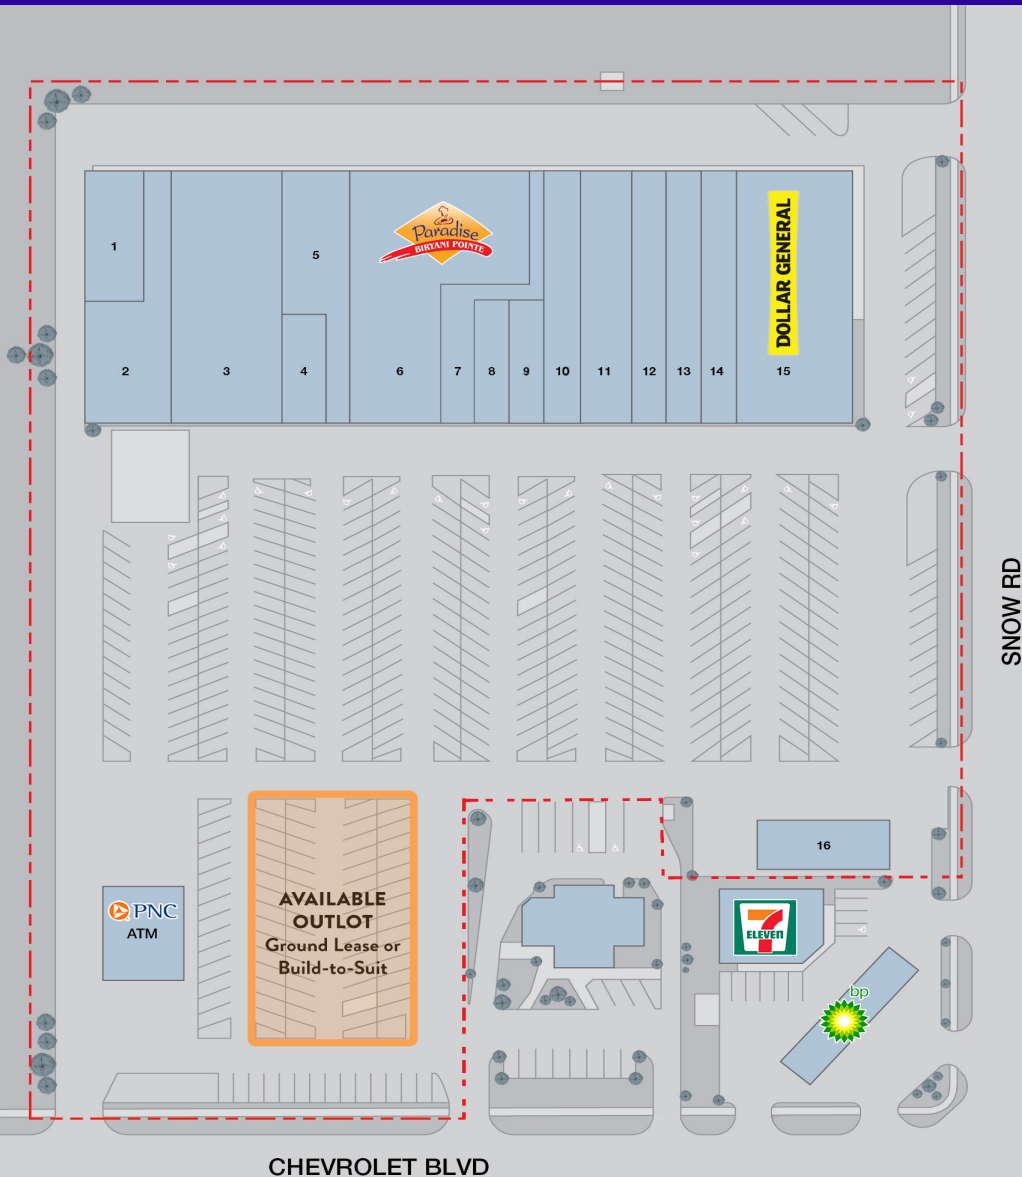 1
5
Paradise
BIRYANI POINTE
DOLLAR GENERAL
2
3
4
6
7
8
9
10
11
12
13
14
15
SNOW RD
16
PNC
ATM
AVAILABLE
OUTLOT
Ground Lease or
Build-to-Suit
7
ELEVEN
bp
CHEVROLET BLVD